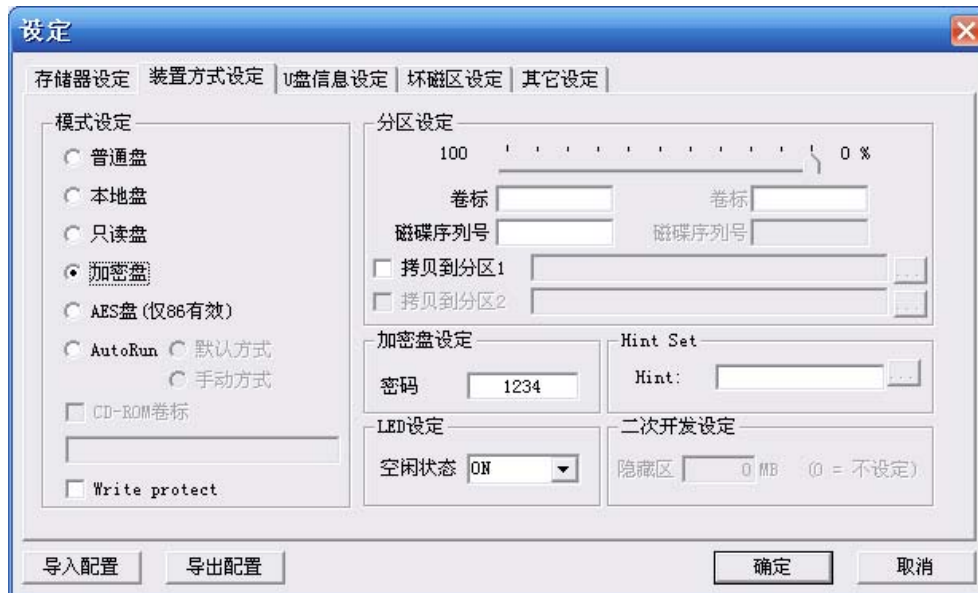 设定
存储器设定 装置方式设定 U盘信息设定 坏磁区设定 其它设定
模式设定
普通盘
本地盘
只读盘
加密盘
AES盘(仅86有效)
AutoRun 默认方式
手动方式
CD-ROM卷标
Write protect
分区设定
100 0 %
卷标 卷标
磁碟序列号 磁碟序列号
拷贝到分区1 ...
拷贝到分区2 ...
加密盘设定
密码 1234
Hint Set
Hint: ...
LED设定
空闲状态 ON
二次开发设定
隐藏区 0 MB (0 = 不设定)
导入配置 导出配置 确定 取消